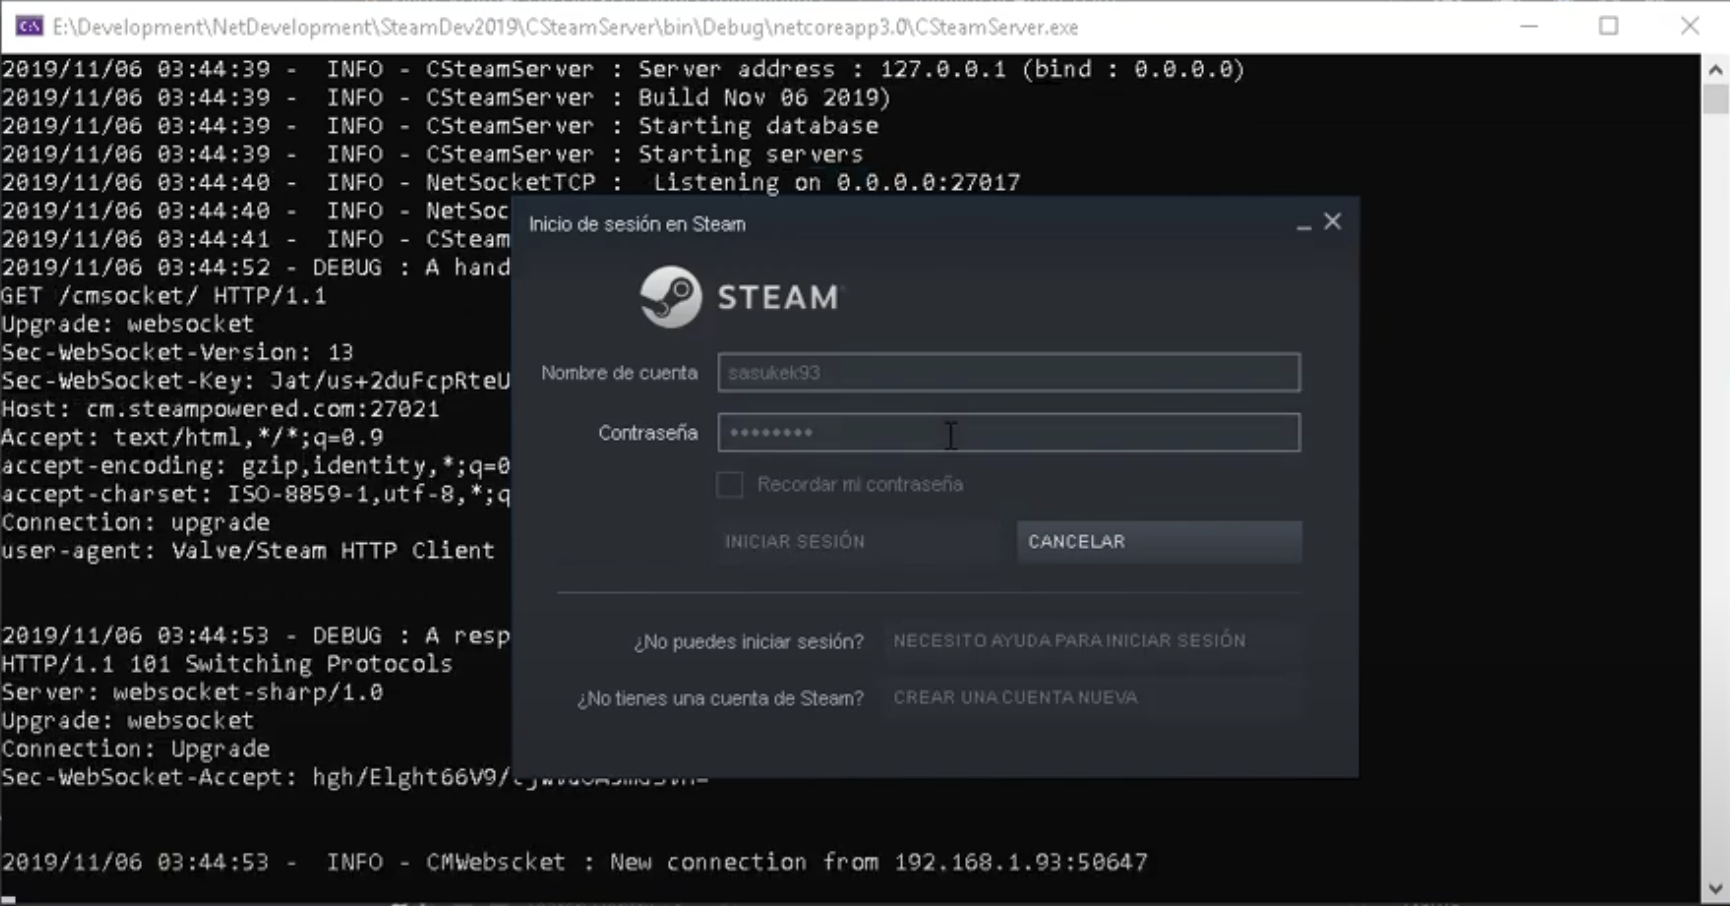 E:\Development\NetDevelopment\SteamDev2019\CSteamServer\bin\Debug\netcoreapp3.0\CSteamServer.exe
2019/11/06 03:44:39 -  INFO - CSteamServer : Server address : 127.0.0.1 (bind : 0.0.0.0)
2019/11/06 03:44:39 -  INFO - CSteamServer : Build Nov 06 2019)
2019/11/06 03:44:39 -  INFO - CSteamServer : Starting database
2019/11/06 03:44:39 -  INFO - CSteamServer : Starting servers
2019/11/06 03:44:40 -  INFO - NetSocketTCP :  Listening on 0.0.0.0:27017
2019/11/06 03:44:40 -  INFO - NetSoc
2019/11/06 03:44:41 -  INFO - CSteam
2019/11/06 03:44:52 - DEBUG : A hand
GET /cmsocket/ HTTP/1.1
Upgrade: websocket
Sec-WebSocket-Version: 13
Sec-WebSocket-Key: Jat/us+2duFcpRteU
Host: cm.steampowered.com:27021
Accept: text/html,*/*;q=0.9
accept-encoding: gzip,identity,*;q=0
accept-charset: ISO-8859-1,utf-8,*;q
Connection: upgrade
user-agent: Valve/Steam HTTP Client
2019/11/06 03:44:53 - DEBUG : A resp
HTTP/1.1 101 Switching Protocols
Server: websocket-sharp/1.0
Upgrade: websocket
Connection: Upgrade
Sec-WebSocket-Accept:
2019/11/06 03:44:53 -  INFO - CMWebscket : New connection from 192.168.1.93:50647
Inicio de sesión en Steam
STEAM
Nombre de cuenta sasukek93
Contraseña ••••••••
Recordar mi contraseña
INICIAR SESIÓN CANCELAR
¿No puedes iniciar sesión? NECESITO AYUDA PARA INICIAR SESIÓN
¿No tienes una cuenta de Steam? CREAR UNA CUENTA NUEVA